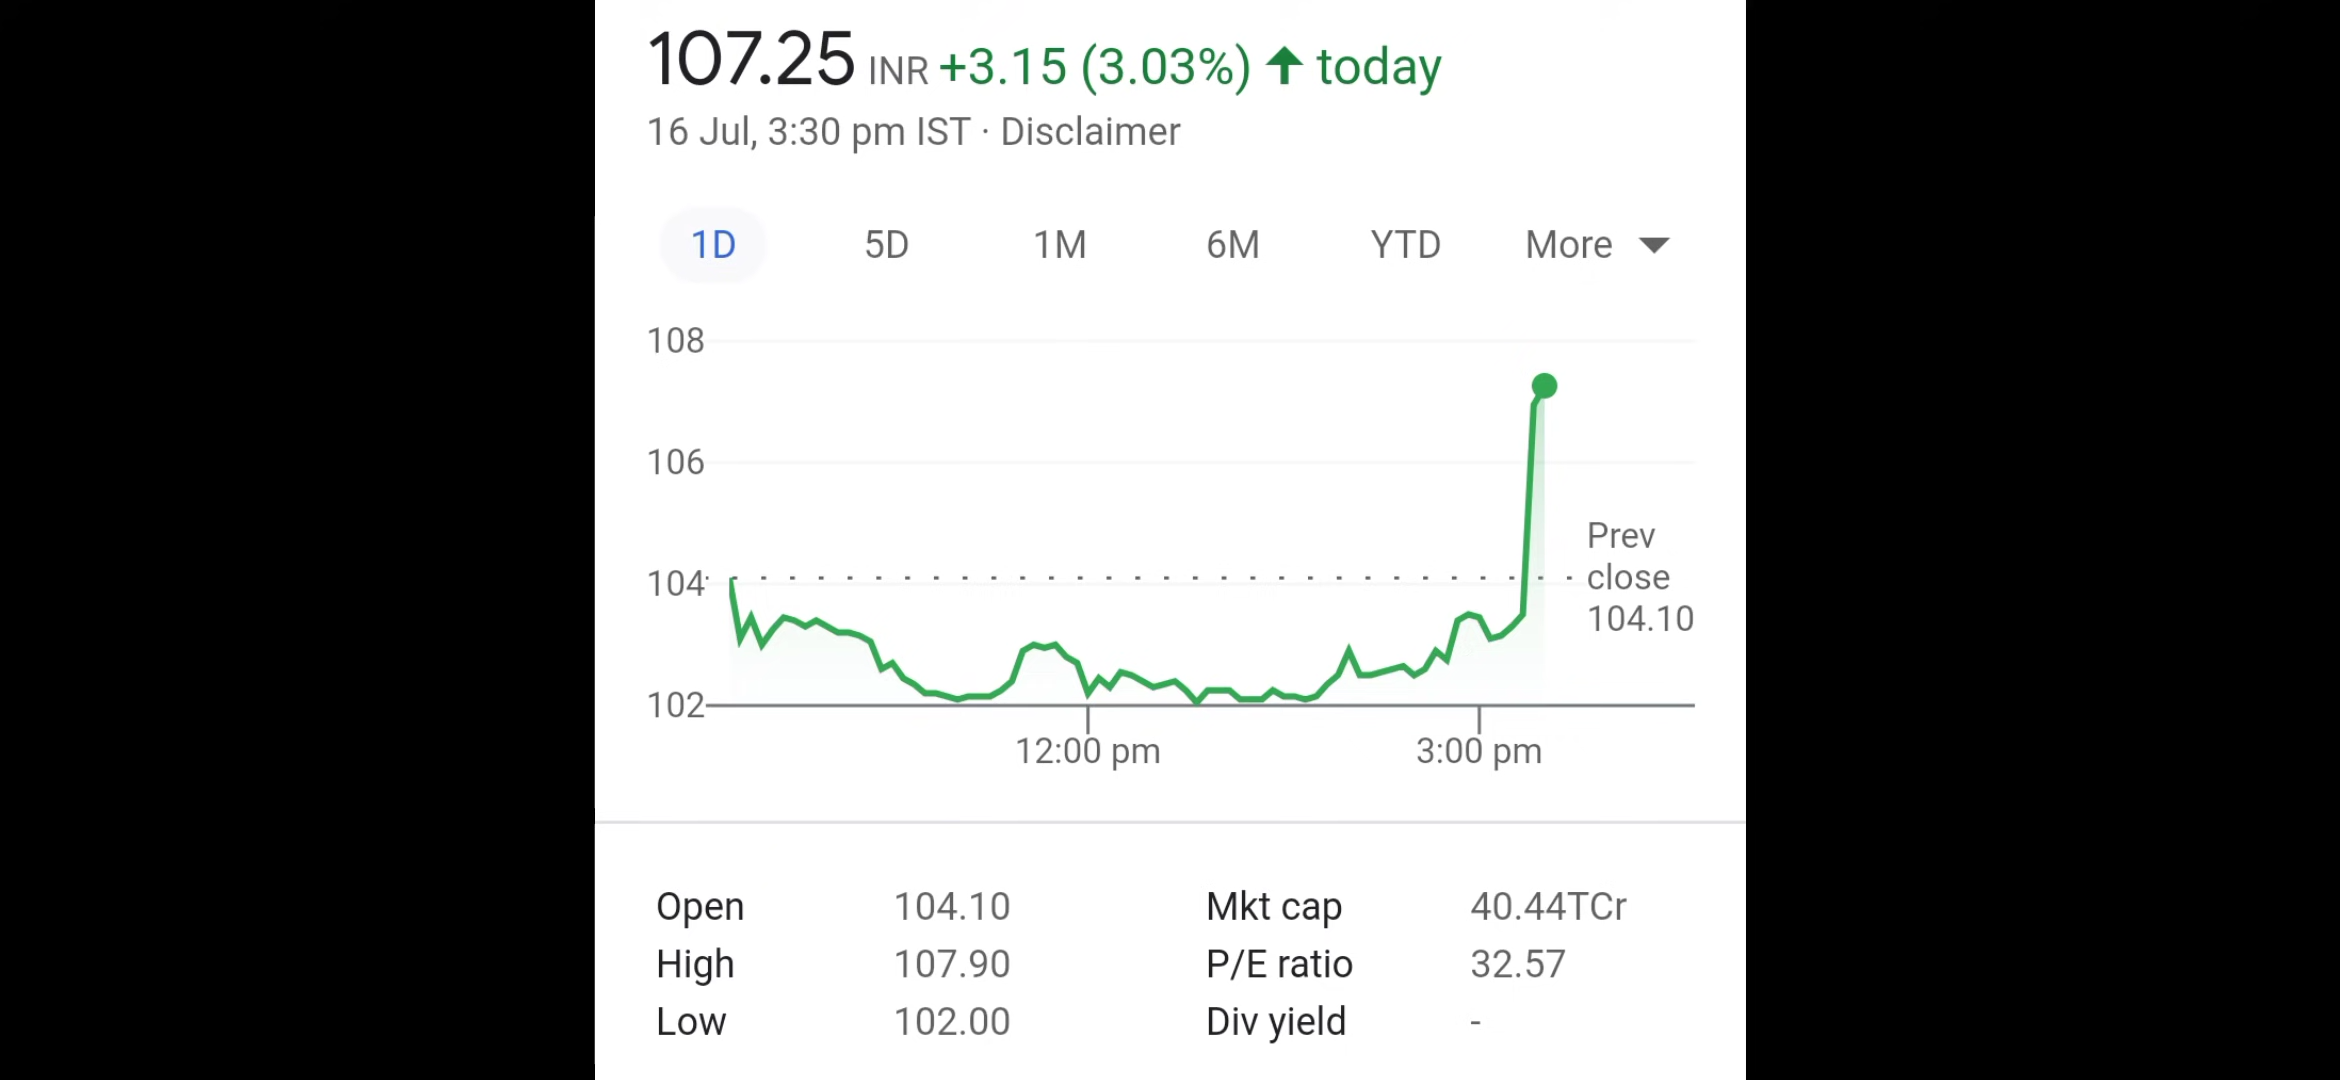 107.25 INR +3.15 (3.03%) ↑ today
16 Jul, 3:30 pm IST · Disclaimer
1D 5D 1M 6M YTD More
108
106
104
102
Prev
close
104.10
12:00 pm 3:00 pm
Open 104.10 Mkt cap 40.44TCr
High 107.90 P/E ratio 32.57
Low 102.00 Div yield -